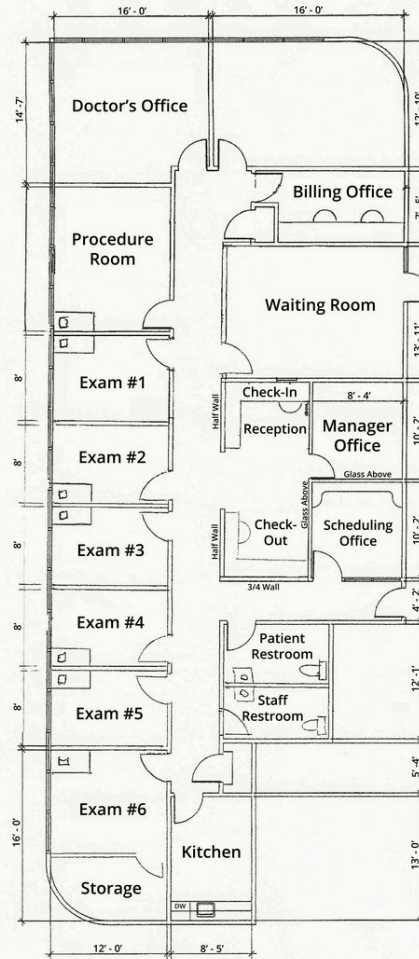 16' - 0"
16' - 0"
14' -7"
Doctor's Office
12' - 10"
Billing Office
7' - 5"
Procedure
Room
Waiting Room
13' - 11"
8'
Exam #1
Half Wall
Check-In
Reception
8' - 4"
Manager
Office
10' - 2"
Glass Above
8'
Exam #2
Glass Above
8'
Exam #3
Half Wall
Check-
Out
Scheduling
Office
10' - 2"
3/4 Wall
4' - 2"
8'
Exam #4
Patient
Restroom
12' -1"
8'
Exam #5
Staff
Restroom
5' -4"
16' - 0"
Exam #6
Kitchen
13' - 0"
Storage
DW
12' - 0"
8' - 5"